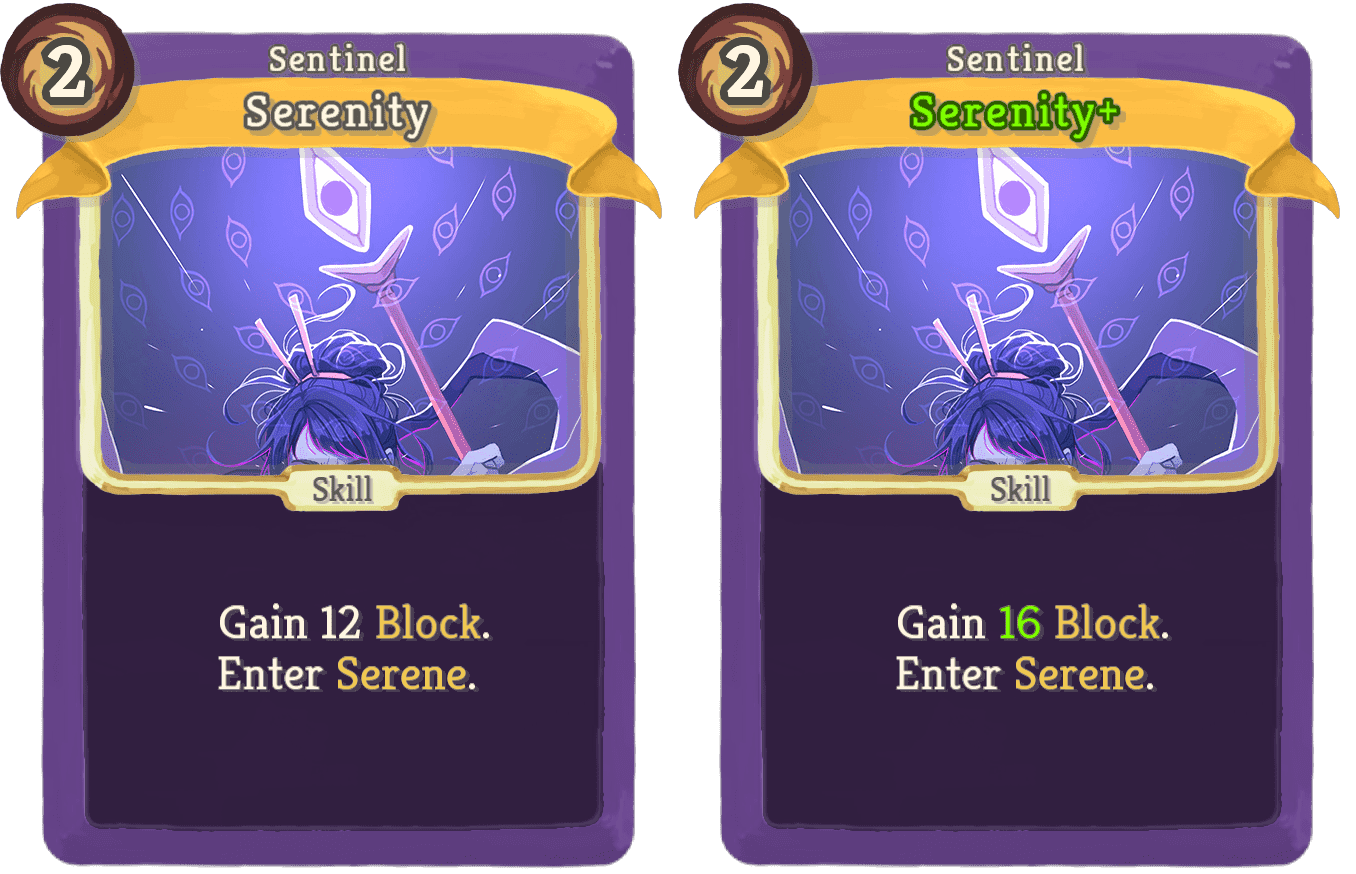 2
Sentinel
Serenity
Skill
Gain 12 Block.
Enter Serene.
2
Sentinel
Serenity+
Skill
Gain 16 Block.
Enter Serene.